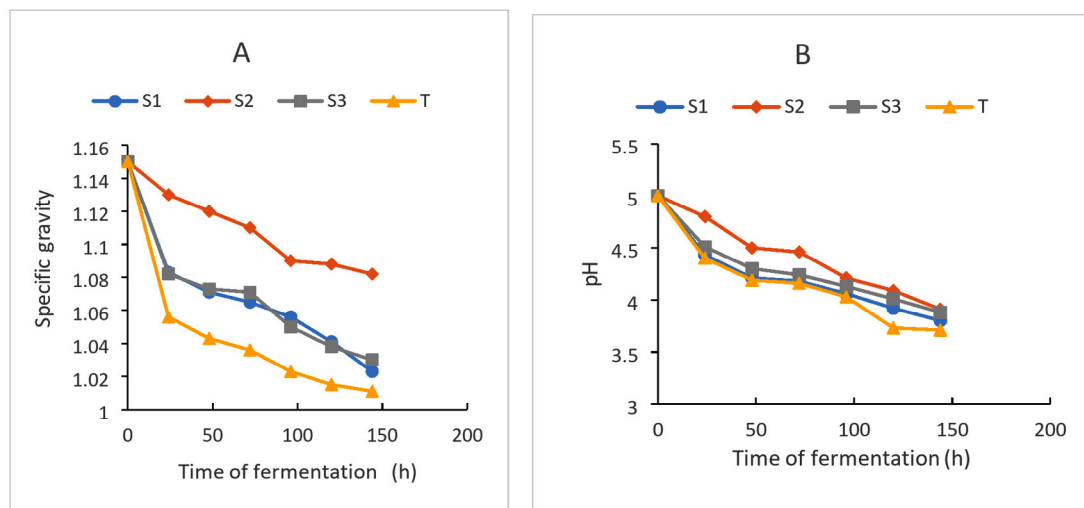 A
S1 S2 S3 T
Specific gravity
1.16
1.14
1.12
1.1
1.08
1.06
1.04
1.02
1
0 50 100 150 200
Time of fermentation (h)
B
S1 S2 S3 T
pH
5.5
5
4.5
4
3.5
3
0 50 100 150 200
Time of fermentation (h)